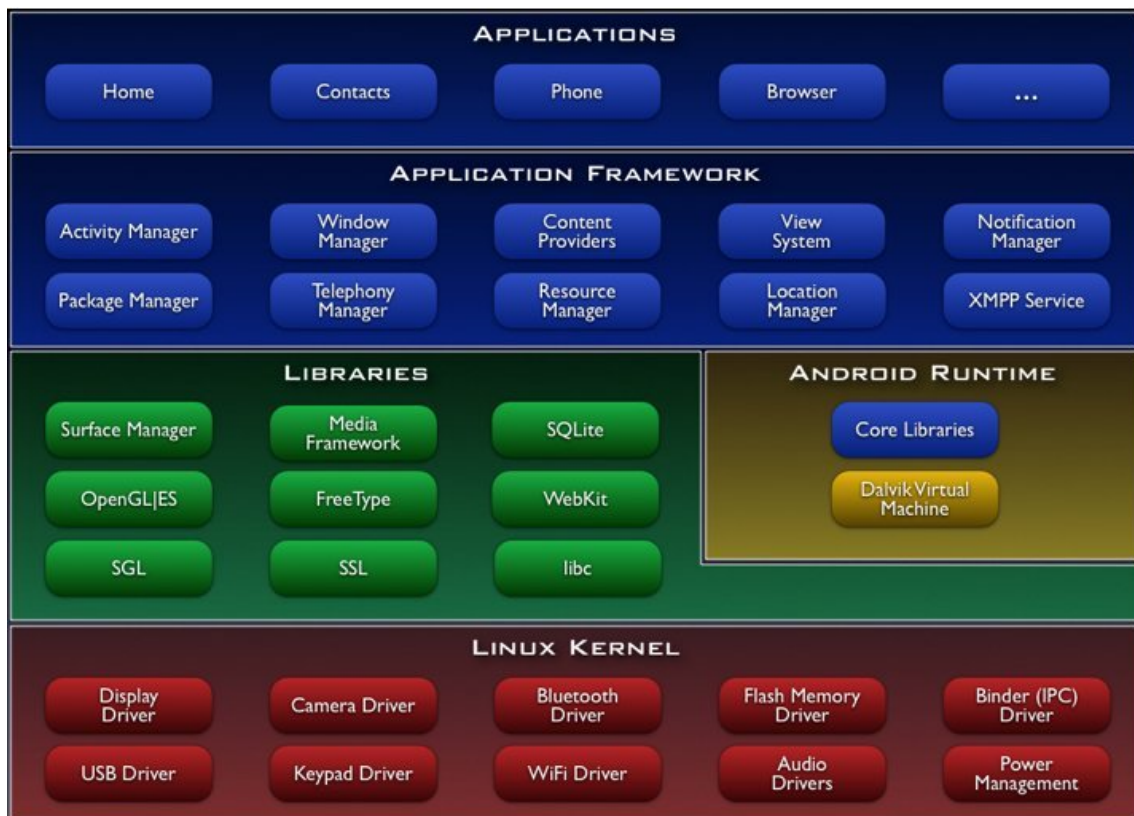 APPLICATIONS
Home
Contacts
Phone
Browser
...
APPLICATION FRAMEWORK
Activity Manager
Window
Manager
Content
Providers
View
System
Notification
Manager
Package Manager
Telephony
Manager
Resource
Manager
Location
Manager
XMPP Service
LIBRARIES
Surface Manager
Media
Framework
SQLite
OpenGL|ES
FreeType
WebKit
SGL
SSL
libc
ANDROID RUNTIME
Core Libraries
Dalvik Virtual
Machine
LINUX KERNEL
Display
Driver
Camera Driver
Bluetooth
Driver
Flash Memory
Driver
Binder (IPC)
Driver
USB Driver
Keypad Driver
WiFi Driver
Audio
Drivers
Power
Management